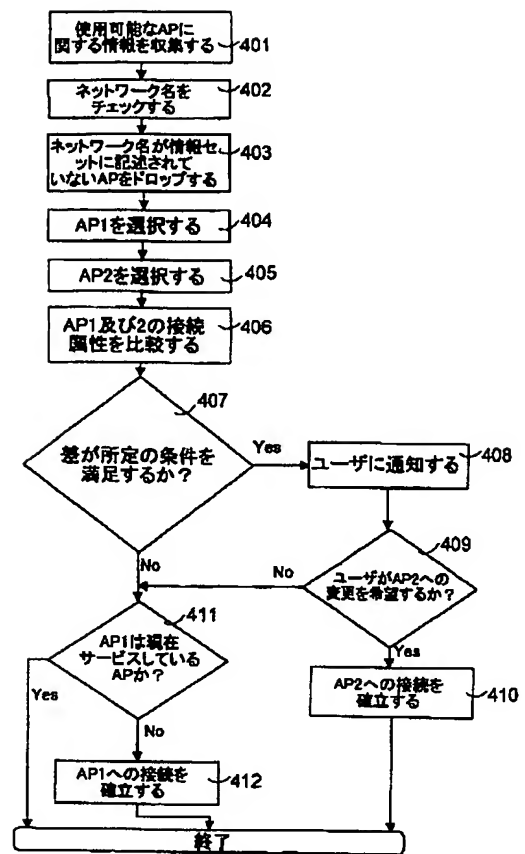 使用可能なAPに
関する情報を収集する
401
ネットワーク名を
チェックする
402
ネットワーク名が情報セッ
トに記述されて
いないAPをドロップする
403
AP1を選択する
404
AP2を選択する
405
AP1及び2の接続
属性を比較する
406
407
差が所定の条件を
満足するか?
Yes
ユーザに通知する
408
No
409
ユーザがAP2への
変更を希望するか?
No
Yes
411
AP1は現在
サービスしている
APか?
Yes
No
AP2への接続を
確立する
410
AP1への接続を
確立する
412
終了